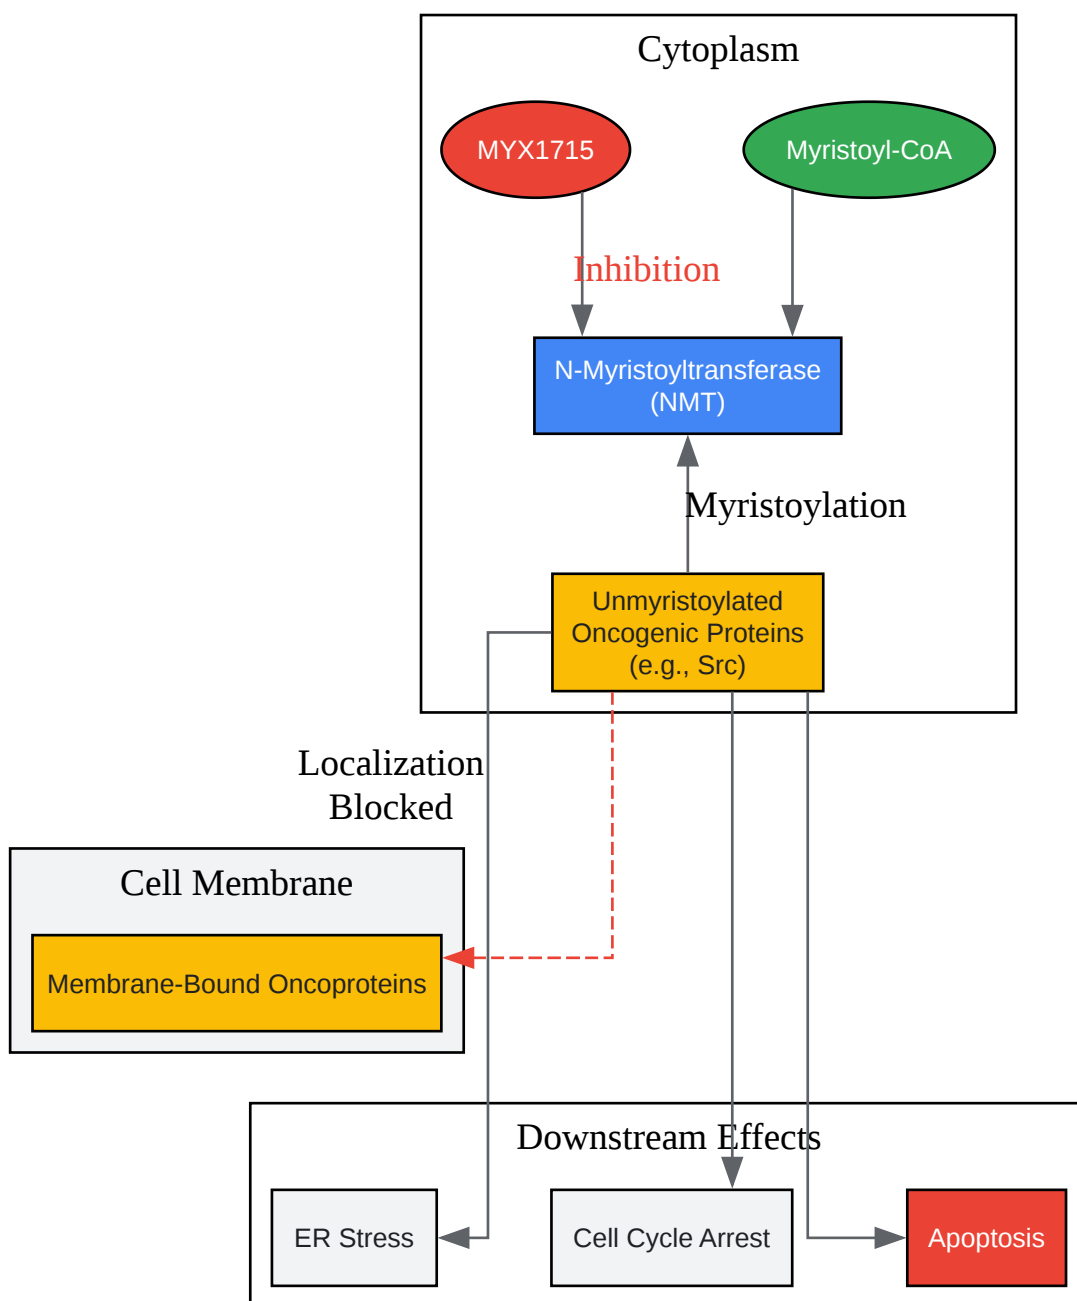 Cytoplasm
MYX1715
Myristoyl-CoA
Inhibition
N-Myristoyltransferase
(NMT)
Myristoylation
Unmyristoylated
Oncogenic Proteins
(e.g., Src)
Localization
Blocked
Cell Membrane
Membrane-Bound Oncoproteins
Downstream Effects
ER Stress
Cell Cycle Arrest
Apoptosis